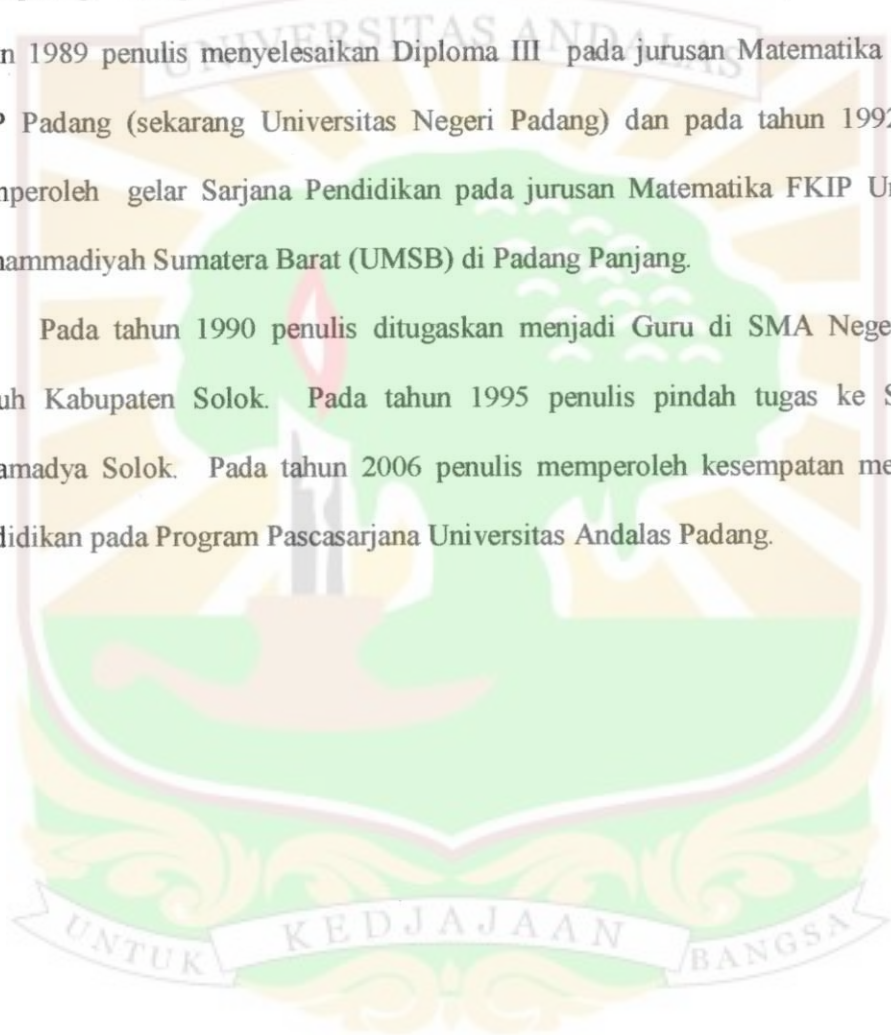 UNIVERSITAS ANDALAS
n 1989 penulis menyelesaikan Diploma III pada jurusan Matematika
P Padang (sekarang Universitas Negeri Padang) dan pada tahun 1992
nperoleh gelar Sarjana Pendidikan pada jurusan Matematika FKIP Un
nammadiyah Sumatera Barat (UMSB) di Padang Panjang.
Pada tahun 1990 penulis ditugaskan menjadi Guru di SMA Nege
uh Kabupaten Solok. Pada tahun 1995 penulis pindah tugas ke S
amadya Solok. Pada tahun 2006 penulis memperoleh kesempatan me
didikan pada Program Pascasarjana Universitas Andalas Padang.
UNTUK KEDJAJAAN BANGSA